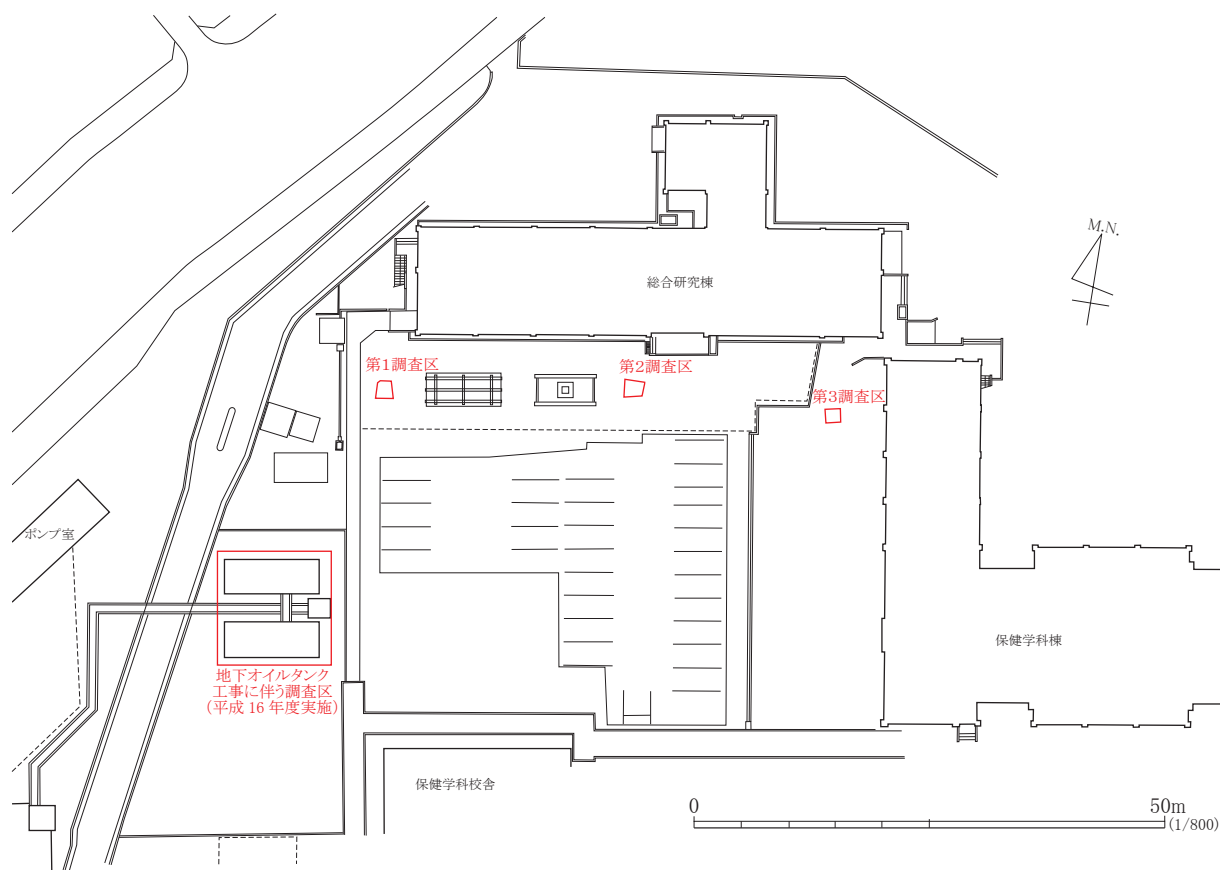 M.N.
総合研究棟
第1調査区
第2調査区
第3調査区
ポンプ室
地下オイルタンク
工事に伴う調査区
(平成 16 年度実施)
保健学科棟
保健学科校舎
0
50m
(1/800)